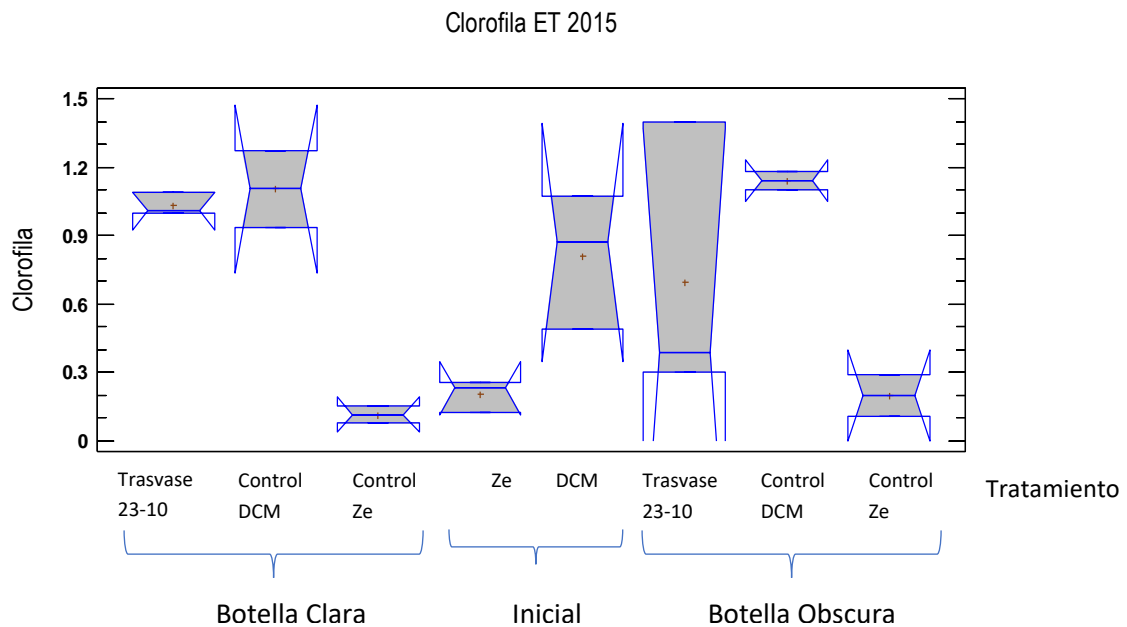 Clorofila ET 2015
Clorofila
1.5
1.2
0.9
0.6
0.3
0
Trasvase Control Control Ze DCM Trasvase Control Control
23-10 DCM Ze 23-10 DCM Ze
Tratamiento
Botella Clara Inicial Botella Obscura